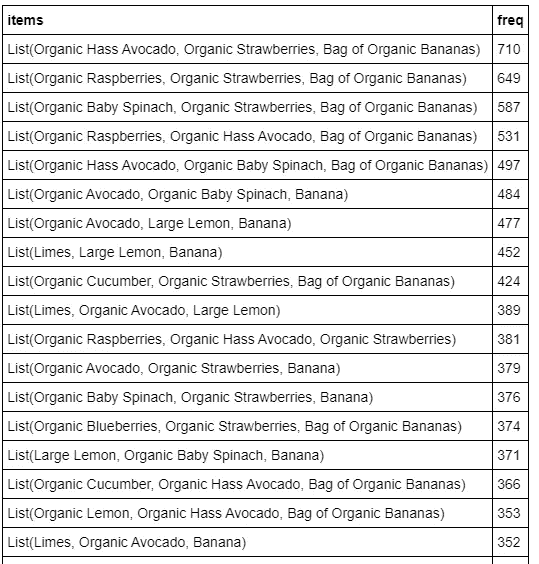 items freq
List(Organic Hass Avocado, Organic Strawberries, Bag of Organic Bananas) 710
List(Organic Raspberries, Organic Strawberries, Bag of Organic Bananas) 649
List(Organic Baby Spinach, Organic Strawberries, Bag of Organic Bananas) 587
List(Organic Raspberries, Organic Hass Avocado, Bag of Organic Bananas) 531
List(Organic Hass Avocado, Organic Baby Spinach, Bag of Organic Bananas) 497
List(Organic Avocado, Organic Baby Spinach, Banana) 484
List(Organic Avocado, Large Lemon, Banana) 477
List(Limes, Large Lemon, Banana) 452
List(Organic Cucumber, Organic Strawberries, Bag of Organic Bananas) 424
List(Limes, Organic Avocado, Large Lemon) 389
List(Organic Raspberries, Organic Hass Avocado, Organic Strawberries) 381
List(Organic Avocado, Organic Strawberries, Banana) 379
List(Organic Baby Spinach, Organic Strawberries, Banana) 376
List(Organic Blueberries, Organic Strawberries, Bag of Organic Bananas) 374
List(Large Lemon, Organic Baby Spinach, Banana) 371
List(Organic Cucumber, Organic Hass Avocado, Bag of Organic Bananas) 366
List(Organic Lemon, Organic Hass Avocado, Bag of Organic Bananas) 353
List(Limes, Organic Avocado, Banana) 352